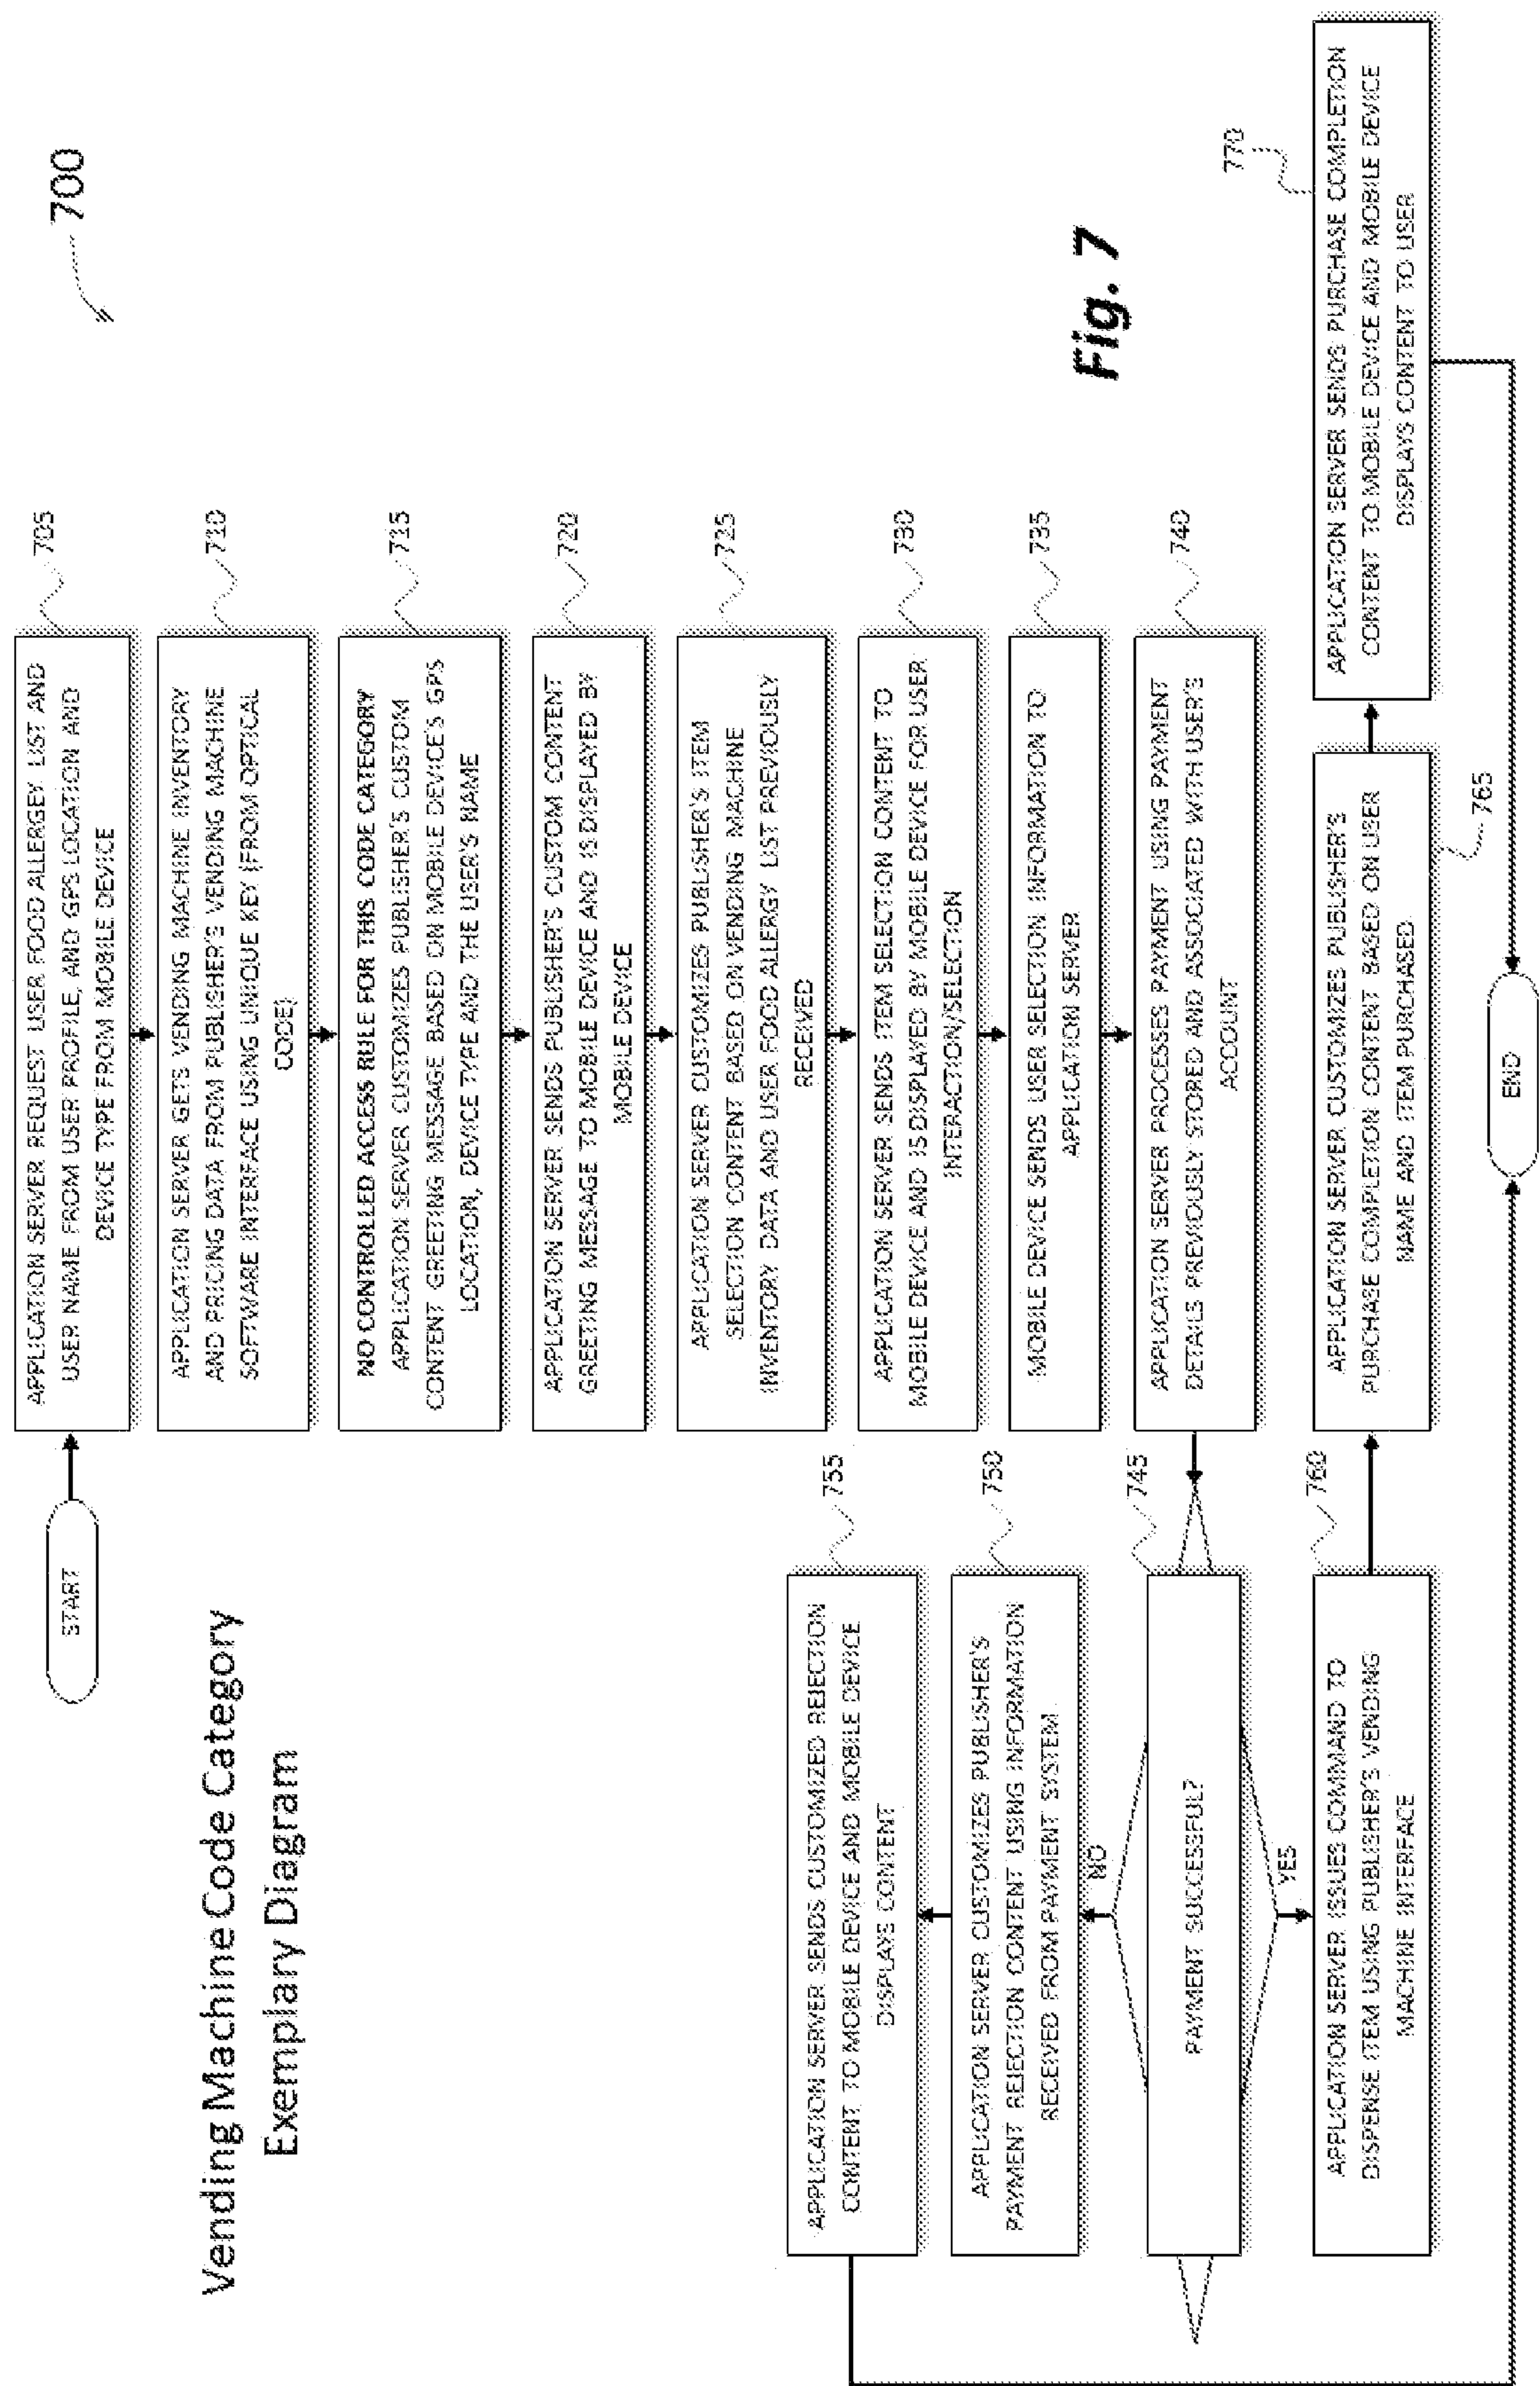 Vending Machine Code Category
Exemplary Diagram
700
START
APPLICATION SERVER REQUEST USER FOOD ALLERGEY LIST AND
USER NAME FROM USER PROFILE, AND GPS LOCATION AND
DEVICE TYPE FROM MOBILE DEVICE
705
APPLICATION SERVER GETS VENDING MACHINE INVENTORY
AND PRICING DATA FROM PUBLISHER'S VENDING MACHINE
SOFTWARE INTERFACE USING UNIQUE KEY (FROM OPTICAL
CODE)
710
NO CONTROLLED ACCESS RULE FOR THIS CODE CATEGORY
APPLICATION SERVER CUSTOMIZES PUBLISHER'S CUSTOM
CONTENT GREETING MESSAGE BASED ON MOBILE DEVICE'S GPS
LOCATION, DEVICE TYPE AND THE USER'S NAME
715
APPLICATION SERVER SENDS PUBLISHER'S CUSTOM CONTENT
GREETING MESSAGE TO MOBILE DEVICE AND IS DISPLAYED BY
MOBILE DEVICE
720
APPLICATION SERVER CUSTOMIZES PUBLISHER'S ITEM
SELECTION CONTENT BASED ON VENDING MACHINE
INVENTORY DATA AND USER FOOD ALLERGY LIST PREVIOUSLY
RECEIVED
725
APPLICATION SERVER SENDS ITEM SELECTION CONTENT TO
MOBILE DEVICE AND IS DISPLAYED BY MOBILE DEVICE FOR USER
INTERACTION/SELECTION
730
MOBILE DEVICE SENDS USER SELECTION INFORMATION TO
APPLICATION SERVER
735
APPLICATION SERVER PROCESSES PAYMENT USING PAYMENT
DETAILS PREVIOUSLY STORED AND ASSOCIATED WITH USER'S
ACCOUNT
740
PAYMENT SUCCESSFUL?
745
NO
APPLICATION SERVER CUSTOMIZES PUBLISHER'S
PAYMENT REJECTION CONTENT USING INFORMATION
RECEIVED FROM PAYMENT SYSTEM
750
APPLICATION SERVER SENDS CUSTOMIZED REJECTION
CONTENT TO MOBILE DEVICE AND MOBILE DEVICE
DISPLAYS CONTENT
755
YES
APPLICATION SERVER ISSUES COMMAND TO
DISPENSE ITEM USING PUBLISHER'S VENDING
MACHINE INTERFACE
760
APPLICATION SERVER CUSTOMIZES PUBLISHER'S
PURCHASE COMPLETION CONTENT BASED ON USER
NAME AND ITEM PURCHASED
765
APPLICATION SERVER SENDS PURCHASE COMPLETION
CONTENT TO MOBILE DEVICE AND MOBILE DEVICE
DISPLAYS CONTENT TO USER
770
END
Fig. 7